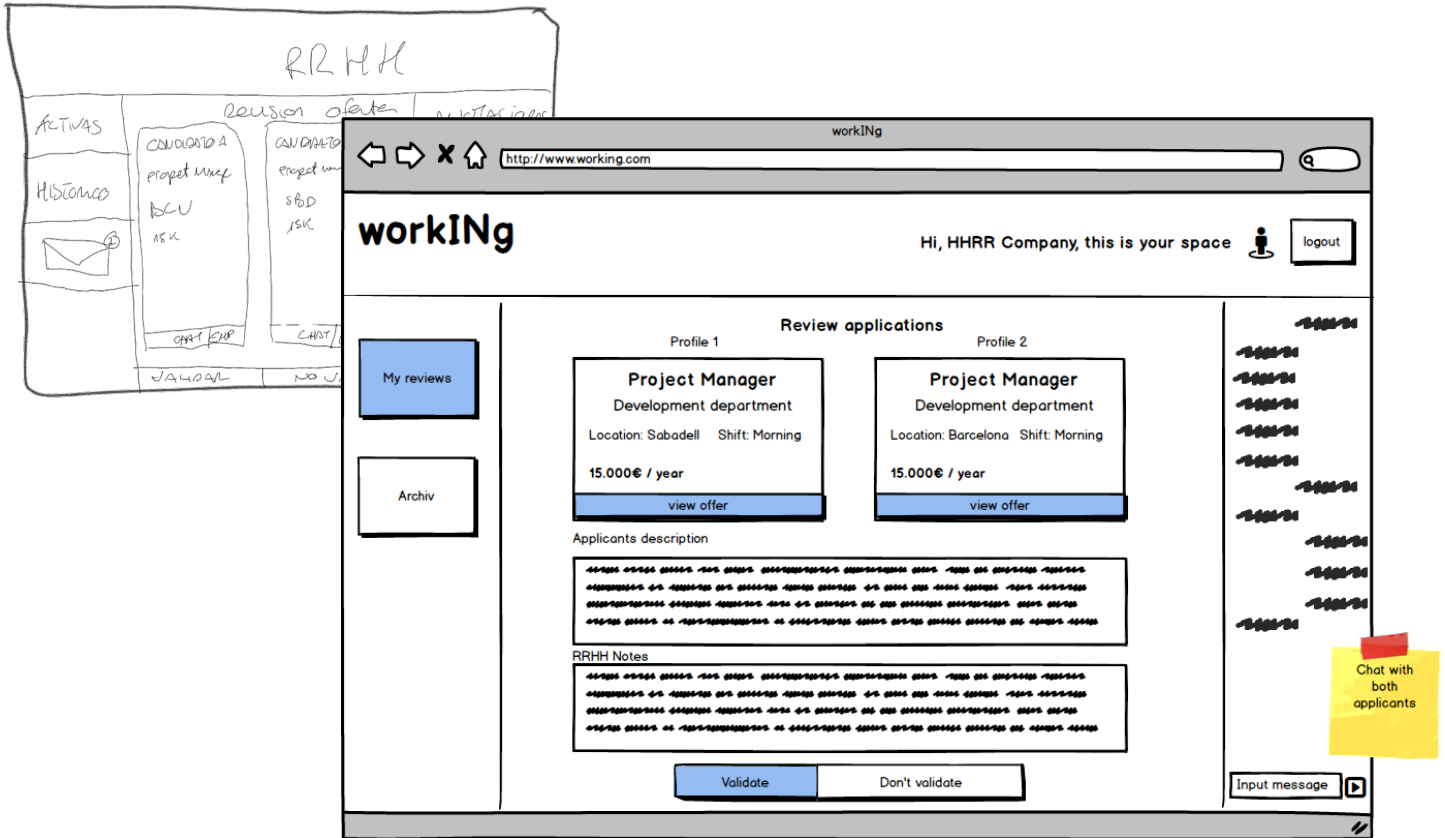 RRHH
ACTIVAS
HISTORICO
2
CANDIDATO A
BCN
15K
CHAT
CANDIDATO
SBD
15K
CHAT
VALIDAR
workINg
http://www.working.com
workINg
Hi, HHRR Company, this is your space
logout
My reviews
Archiv
Review applications
Profile 1
Project Manager
Development department
Location: Sabadell Shift: Morning
15.000€ / year
view offer
Profile 2
Project Manager
Development department
Location: Barcelona Shift: Morning
15.000€ / year
view offer
Applicants description
RRHH Notes
Validate
Don't validate
Chat with
both
applicants
Input message